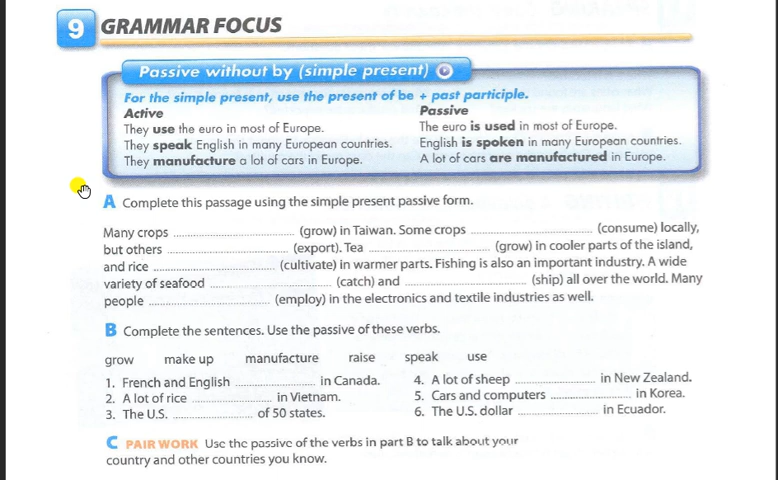 9 GRAMMAR FOCUS
Passive without by (simple present)
For the simple present, use the present of be + past participle.
Active
They use the euro in most of Europe.
They speak English in many European countries.
They manufacture a lot of cars in Europe.
Passive
The euro is used in most of Europe.
English is spoken in many European countries.
A lot of cars are manufactured in Europe.
A Complete this passage using the simple present passive form.
Many crops .............................. (grow) in Taiwan. Some crops .............................. (consume) locally,
but others .............................. (export). Tea .............................. (grow) in cooler parts of the island,
and rice .............................. (cultivate) in warmer parts. Fishing is also an important industry. A wide
variety of seafood .............................. (catch) and .............................. (ship) all over the world. Many
people .............................. (employ) in the electronics and textile industries as well.
B Complete the sentences. Use the passive of these verbs.
grow make up manufacture raise speak use
1. French and English .................... in Canada.
2. A lot of rice .................... in Vietnam.
3. The U.S. .................... of 50 states.
4. A lot of sheep .................... in New Zealand.
5. Cars and computers .................... in Korea.
6. The U.S. dollar .................... in Ecuador.
C PAIR WORK Use the passive of the verbs in part B to talk about your
country and other countries you know.